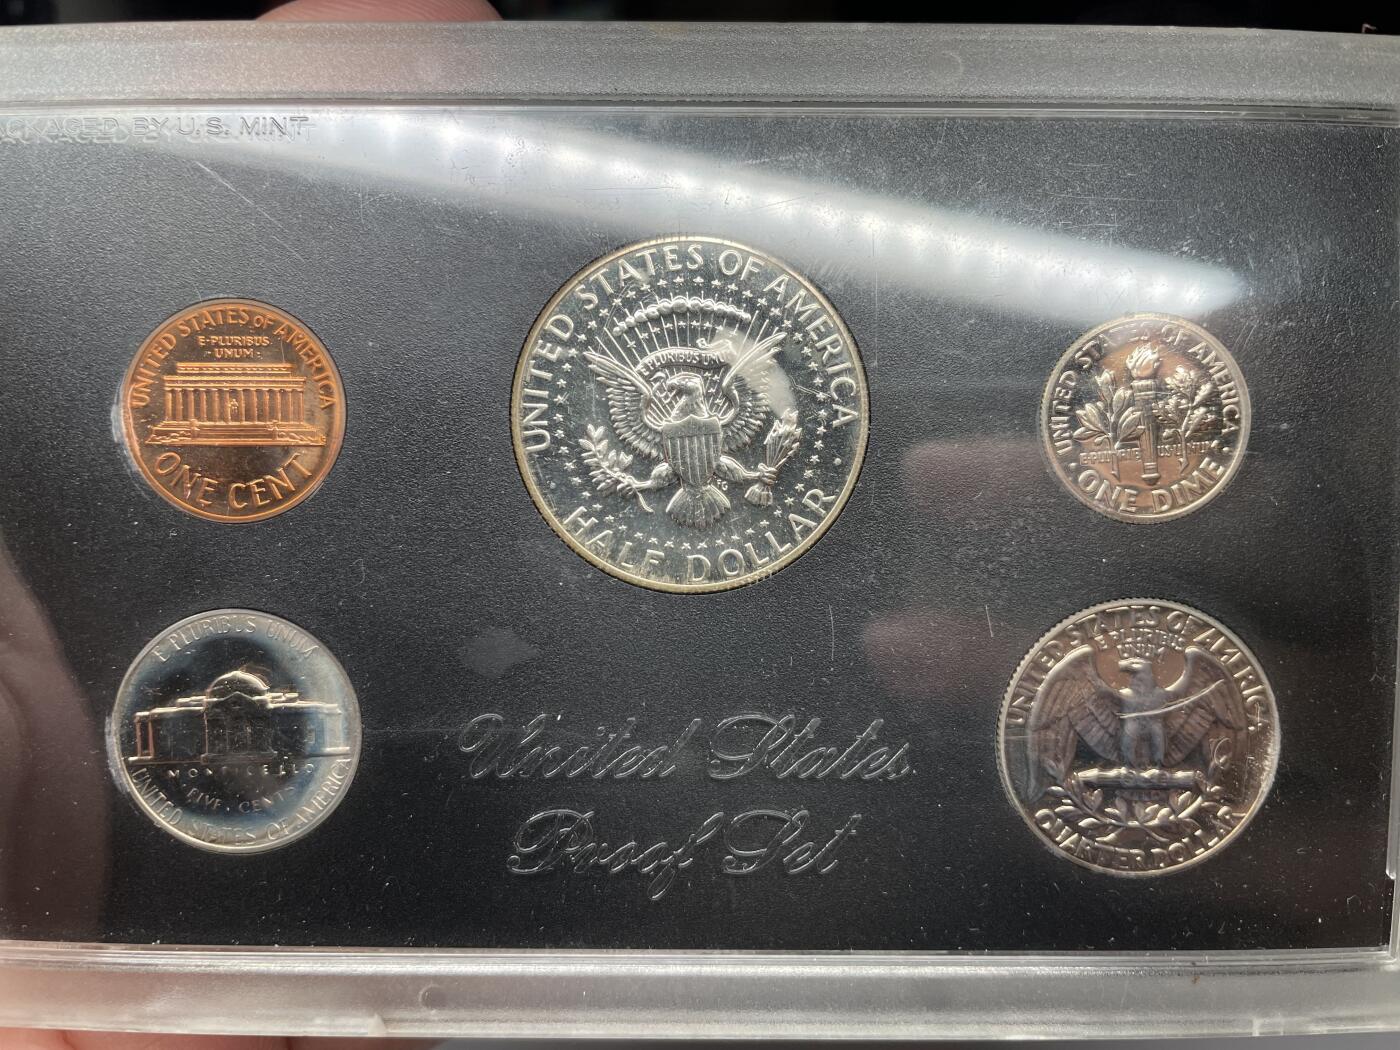 PACKAGED BY U.S. MINT
UNITED STATES OF AMERICA
E·PLURIBUS
·UNUM·
ONE CENT
UNITED STATES OF AMERICA
E PLURIBUS UNUM
FG
HALF DOLLAR
UNITED STATES OF AMERICA
E PLURIBUS UNUM
· ONE DIME ·
E PLURIBUS UNUM
MONTICELLO
FIVE CENTS
UNITED STATES OF AMERICA
United States
Proof Set
UNITED STATES OF AMERICA
E PLURIBUS
UNUM
QUARTER DOLLAR